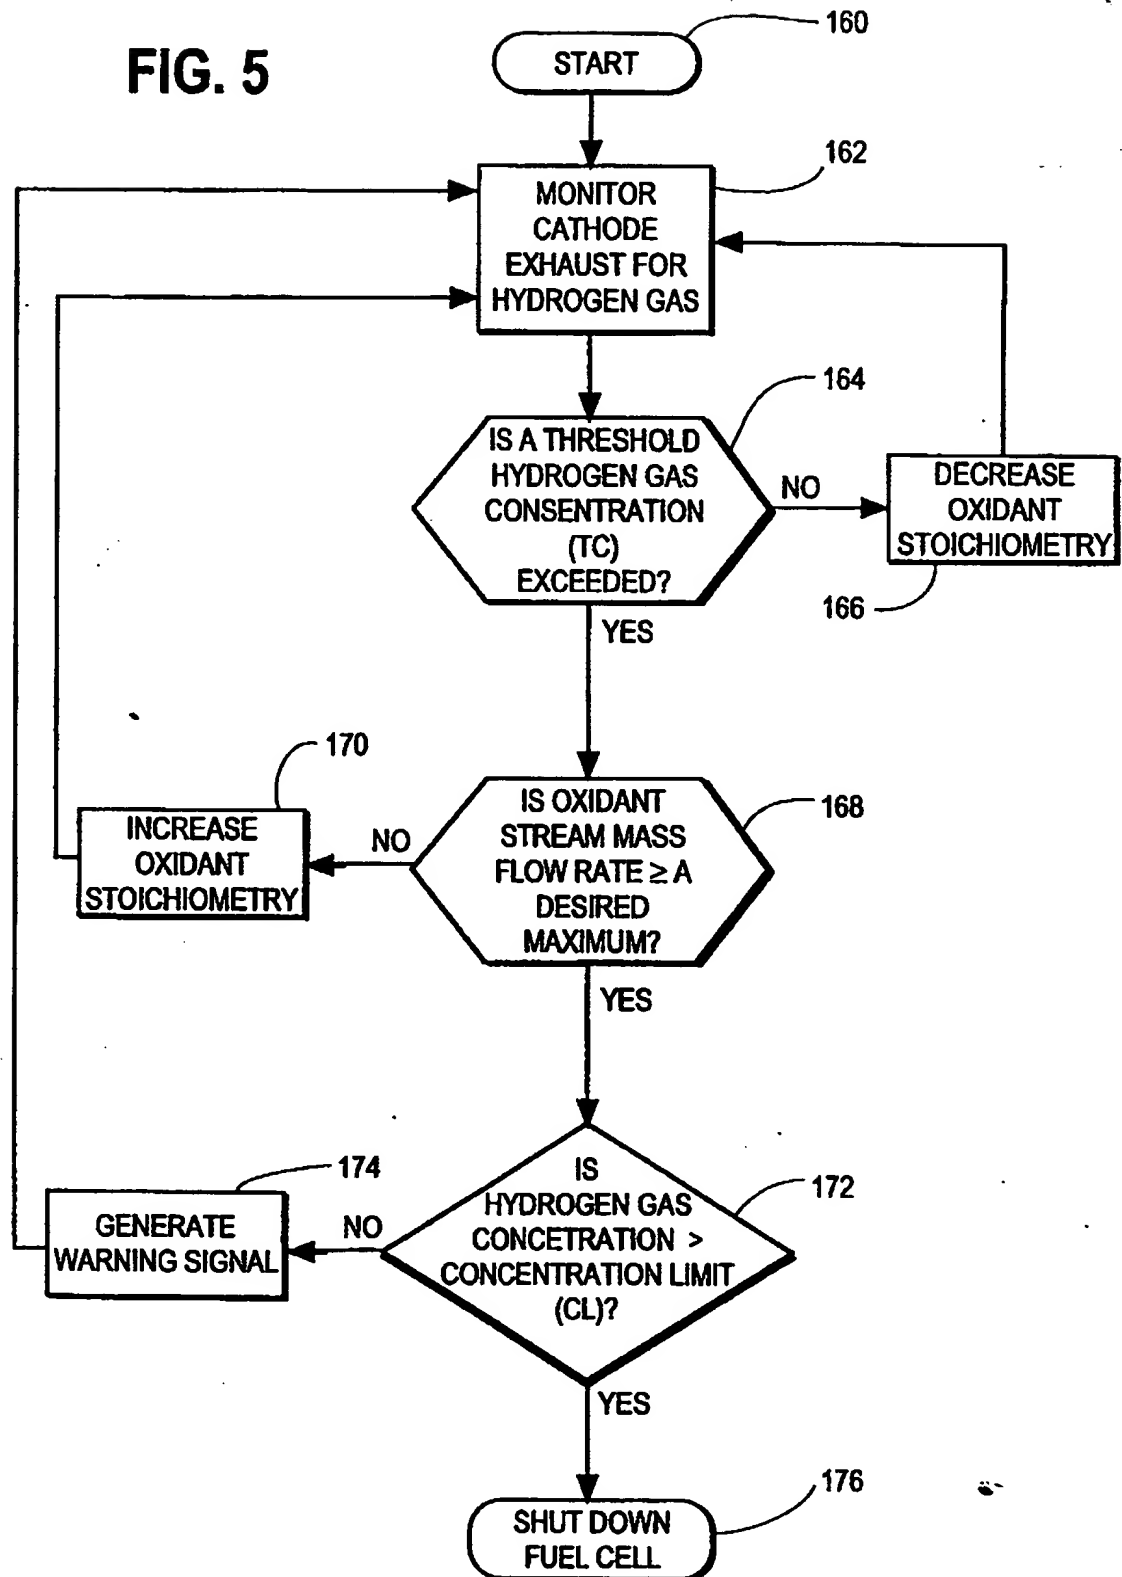 FIG. 5
160
START
162
MONITOR
CATHODE
EXHAUST FOR
HYDROGEN GAS
164
IS A THRESHOLD
HYDROGEN GAS
CONSENTRATION
(TC)
EXCEEDED?
NO
DECREASE
OXIDANT
STOICHIOMETRY
166
YES
170
INCREASE
OXIDANT
STOICHIOMETRY
NO
168
IS OXIDANT
STREAM MASS
FLOW RATE ≥ A
DESIRED
MAXIMUM?
YES
174
GENERATE
WARNING SIGNAL
NO
172
IS
HYDROGEN GAS
CONCETRATION >
CONCENTRATION LIMIT
(CL)?
YES
176
SHUT DOWN
FUEL CELL